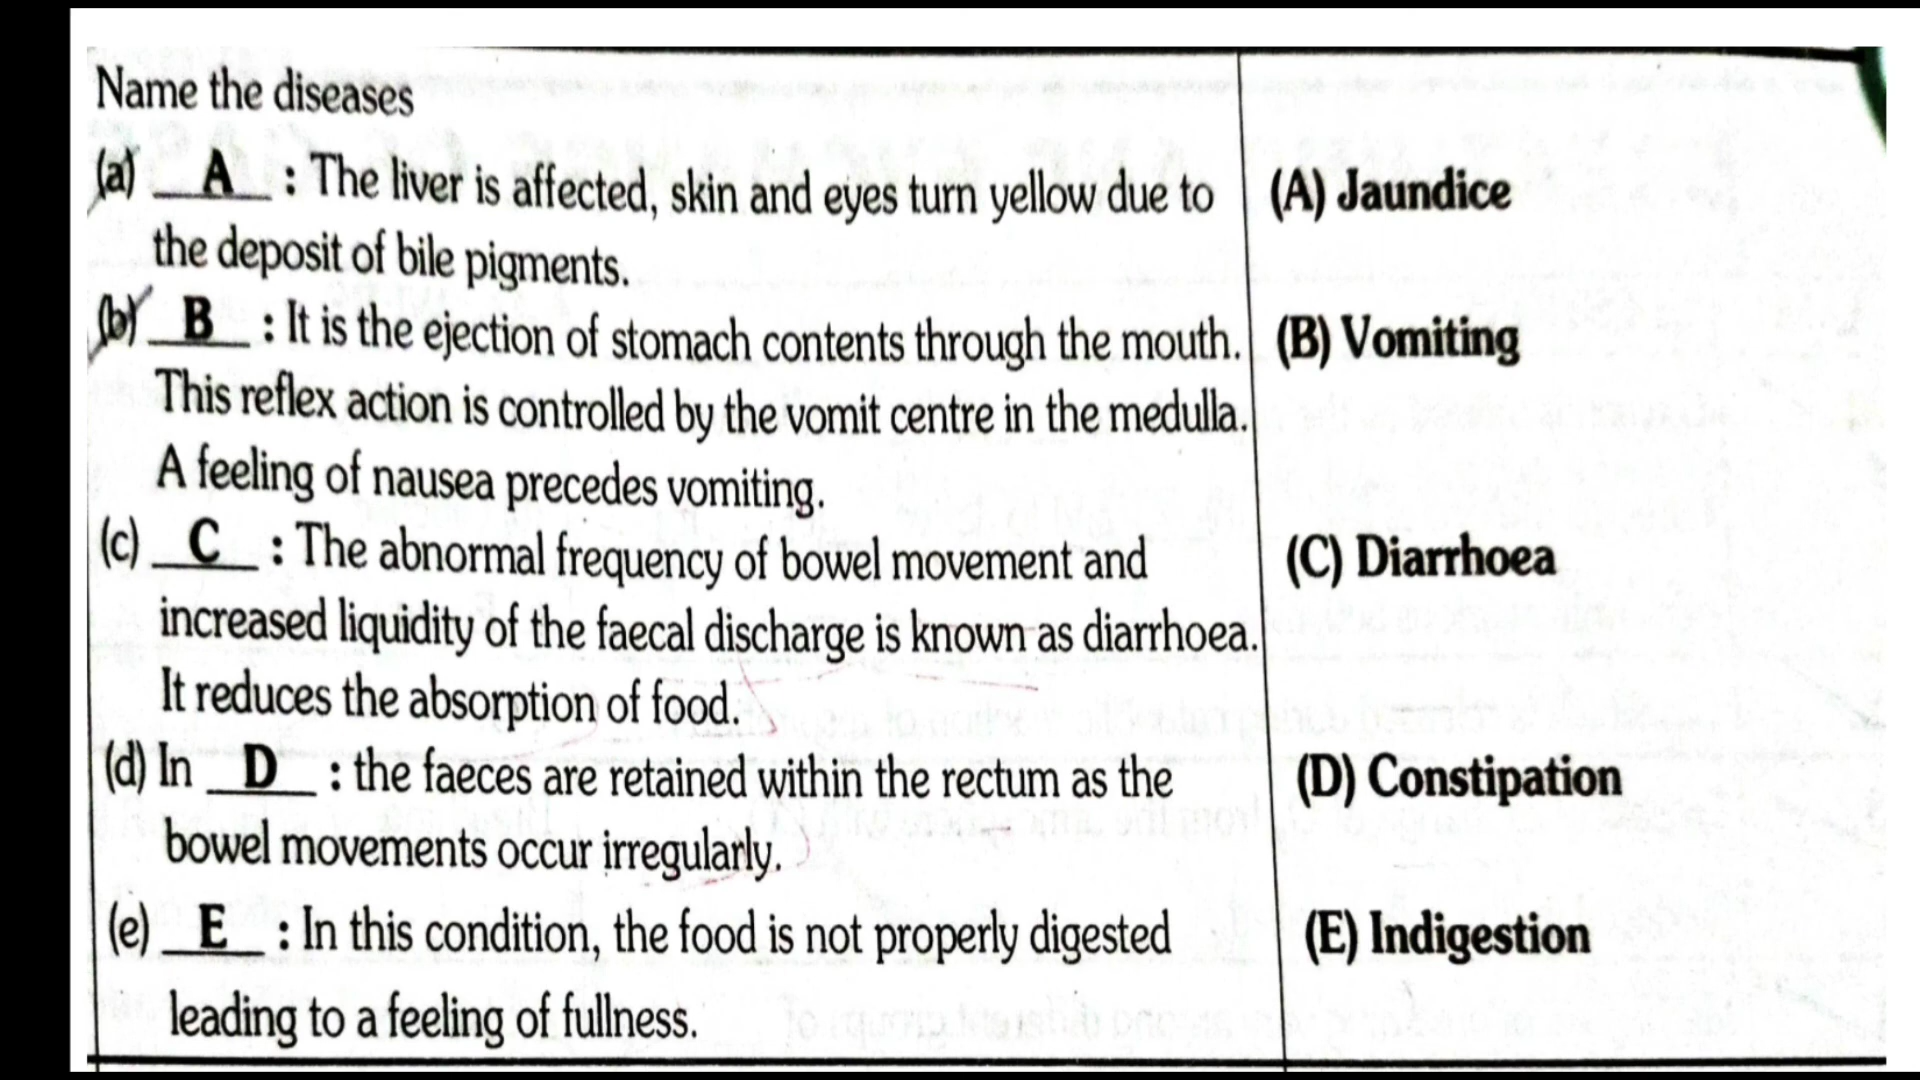 Name the diseases
(a) A : The liver is affected, skin and eyes turn yellow due to
the deposit of bile pigments.
(A) Jaundice
(b) B : It is the ejection of stomach contents through the mouth.
This reflex action is controlled by the vomit centre in the medulla.
A feeling of nausea precedes vomiting.
(B) Vomiting
(c) C : The abnormal frequency of bowel movement and
increased liquidity of the faecal discharge is known as diarrhoea.
It reduces the absorption of food.
(C) Diarrhoea
(d) In D : the faeces are retained within the rectum as the
bowel movements occur irregularly.
(D) Constipation
(e) E : In this condition, the food is not properly digested
leading to a feeling of fullness.
(E) Indigestion